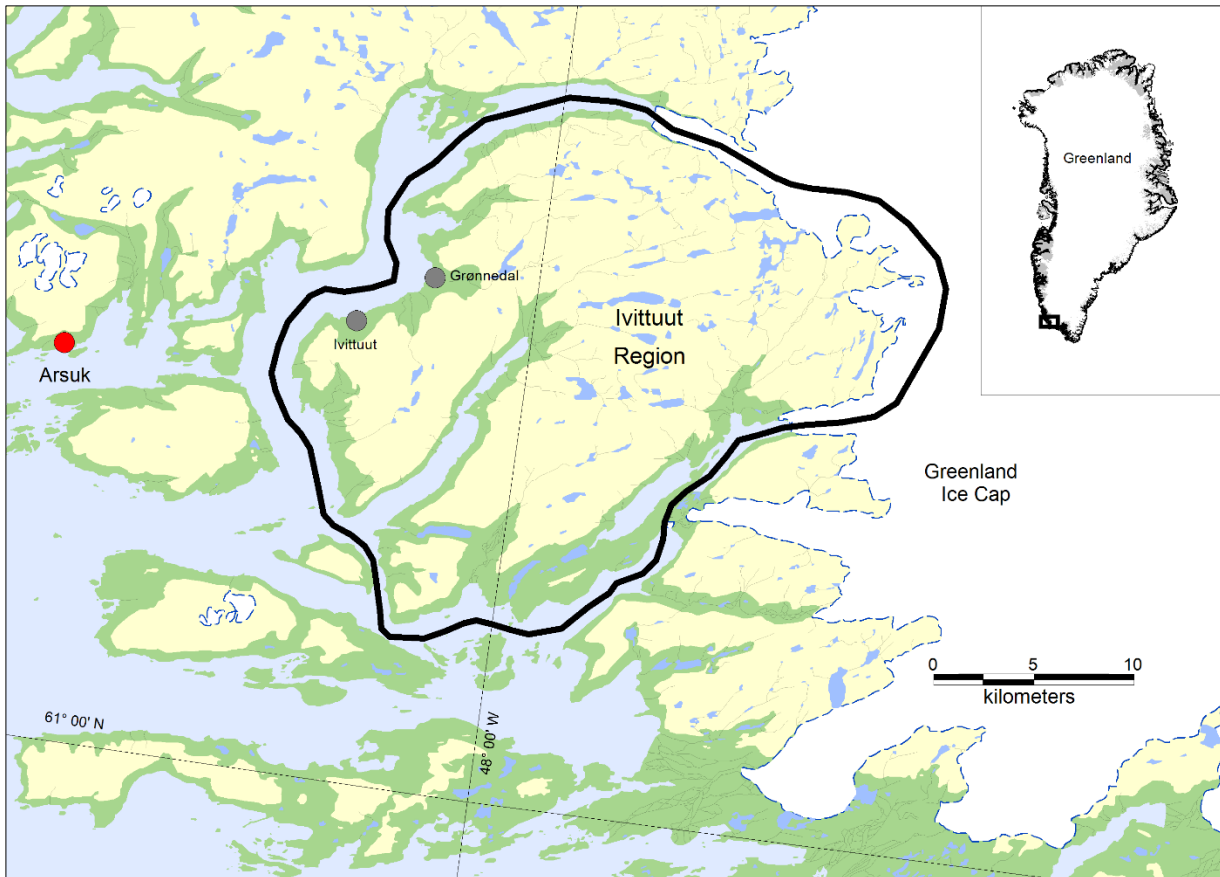 Greenland
Grønnedal
Ivittuut
Region
Ivittuut
Arsuk
Greenland
Ice Cap
0 5 10
kilometers
61° 00' N
48° 00' W